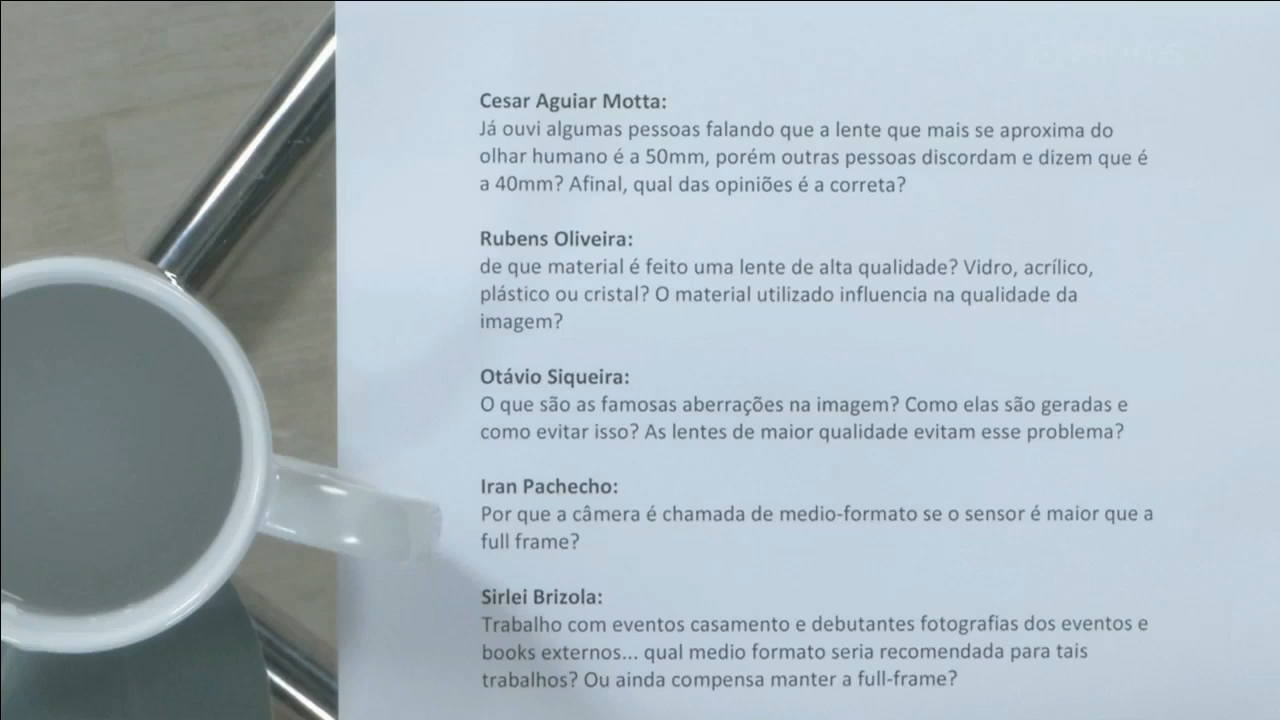 Cesar Aguiar Motta:
Já ouvi algumas pessoas falando que a lente que mais se aproxima do
olhar humano é a 50mm, porém outras pessoas discordam e dizem que é
a 40mm? Afinal, qual das opiniões é a correta?
Rubens Oliveira:
de que material é feito uma lente de alta qualidade? Vidro, acrílico,
plástico ou cristal? O material utilizado influencia na qualidade da
imagem?
Otávio Siqueira:
O que são as famosas aberrações na imagem? Como elas são geradas e
como evitar isso? As lentes de maior qualidade evitam esse problema?
Iran Pachecho:
Por que a câmera é chamada de medio-formato se o sensor é maior que a
full frame?
Sirlei Brizola:
Trabalho com eventos casamento e debutantes fotografias dos eventos e
books externos... qual medio formato seria recomendada para tais
trabalhos? Ou ainda compensa manter a full-frame?